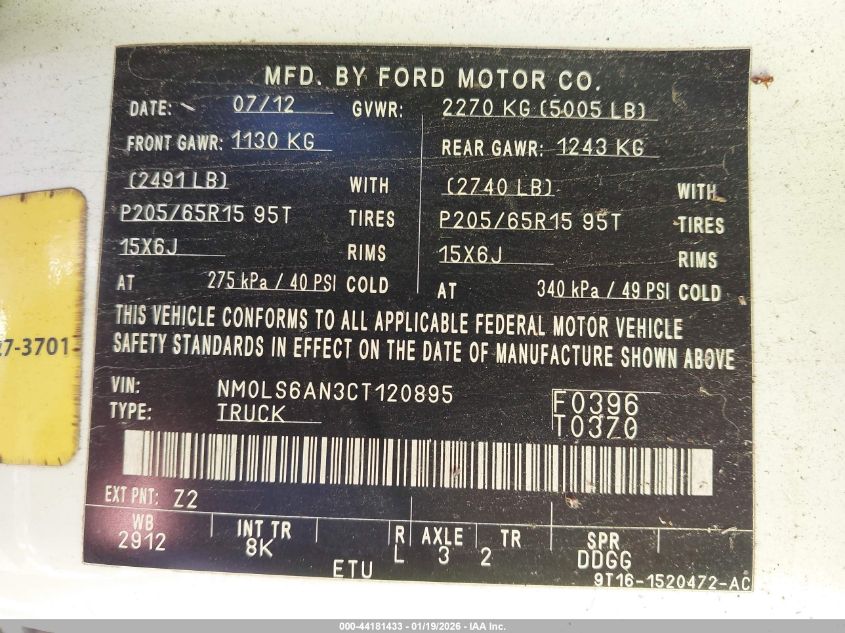 MFD. BY FORD MOTOR CO.
DATE: 07/12 GVWR: 2270 KG (5005 LB)
FRONT GAWR: 1130 KG REAR GAWR: 1243 KG
(2491 LB) WITH (2740 LB) WITH
P205/65R15 95T TIRES P205/65R15 95T TIRES
15X6J RIMS 15X6J RIMS
AT 275 kPa / 40 PSI COLD AT 340 kPa / 49 PSI COLD
THIS VEHICLE CONFORMS TO ALL APPLICABLE FEDERAL MOTOR VEHICLE
SAFETY STANDARDS IN EFFECT ON THE DATE OF MANUFACTURE SHOWN ABOVE
VIN: NM0LS6AN3CT120895 F0396
TYPE: TRUCK T0370
EXT PNT: Z2
WB INT TR R AXLE TR SPR
2912 8K L 3 2 DDGG
ETU 9T16-1520472-AC
7-3701
000-44181433 - 01/19/2026 - IAA Inc.